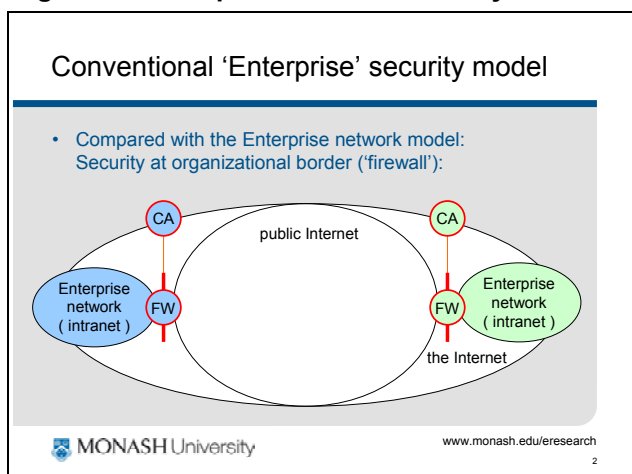 Conventional ‘Enterprise’ security model
• Compared with the Enterprise network model:
Security at organizational border (‘firewall’):
CA
CA
public Internet
Enterprise
network
( intranet )
FW
FW
Enterprise
network
( intranet )
the Internet
MONASH University
www.monash.edu/eresearch
2